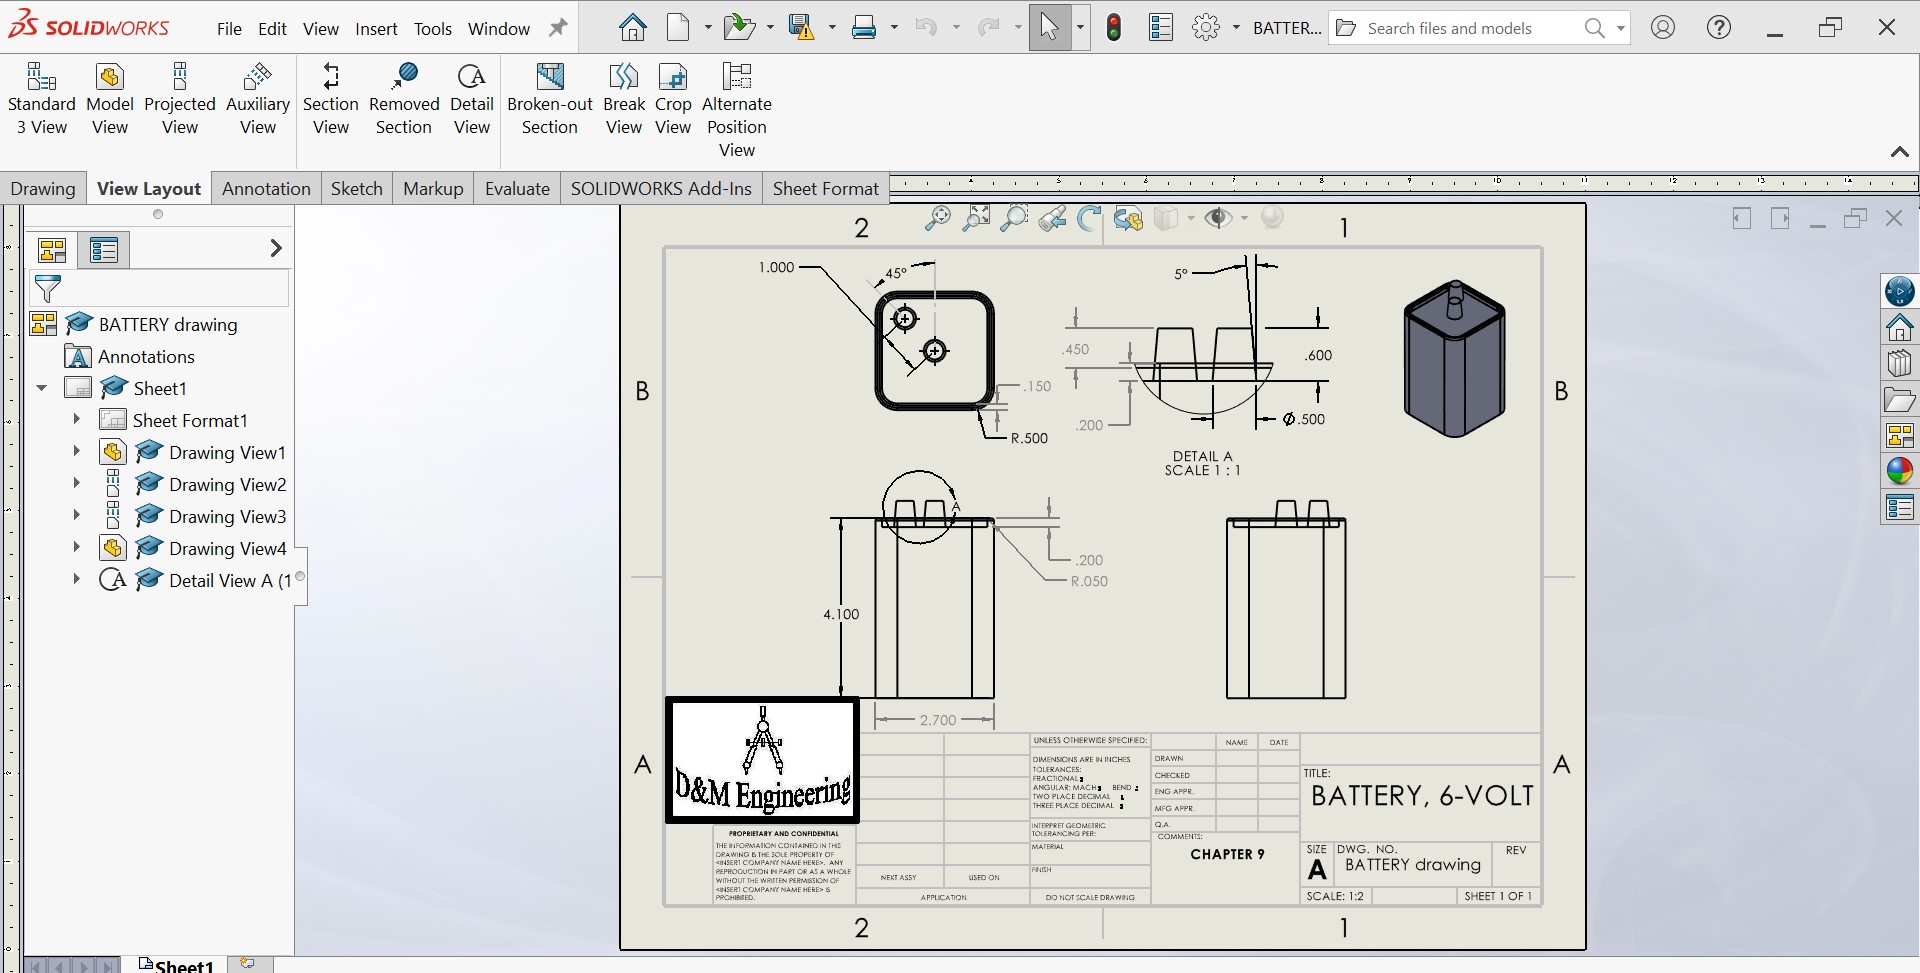 SOLIDWORKS
File Edit View Insert Tools Window
BATTER...
Search files and models
Standard 3 View
Model View
Projected View
Auxiliary View
Section View
Removed Section
Detail View
Broken-out Section
Break View
Crop View
Alternate Position View
Drawing View Layout Annotation Sketch Markup Evaluate SOLIDWORKS Add-Ins Sheet Format
BATTERY drawing
Annotations
Sheet1
Sheet Format1
Drawing View1
Drawing View2
Drawing View3
Drawing View4
Detail View A (1
2 1
1.000
45°
5°
.450
.600
B B
.150
.200
Ø.500
R.500
DETAIL A
SCALE 1 : 1
A
.200
R.050
4.100
2.700
A A
D&M Engineering
PROPRIETARY AND CONFIDENTIAL
THE INFORMATION CONTAINED IN THIS
DRAWING IS THE SOLE PROPERTY OF
<INSERT COMPANY NAME HERE>. ANY
REPRODUCTION IN PART OR AS A WHOLE
WITHOUT THE WRITTEN PERMISSION OF
<INSERT COMPANY NAME HERE> IS
PROHIBITED.
NEXT ASSY USED ON
APPLICATION
UNLESS OTHERWISE SPECIFIED:
DIMENSIONS ARE IN INCHES
TOLERANCES:
FRACTIONAL
ANGULAR: MACH BEND
TWO PLACE DECIMAL
THREE PLACE DECIMAL
INTERPRET GEOMETRIC
TOLERANCING PER:
MATERIAL
FINISH
DO NOT SCALE DRAWING
NAME DATE
DRAWN
CHECKED
ENG APPR.
MFG APPR.
Q.A.
COMMENTS:
CHAPTER 9
TITLE:
BATTERY, 6-VOLT
SIZE DWG. NO. REV
A BATTERY drawing
SCALE: 1:2 SHEET 1 OF 1
2 1
Sheet1